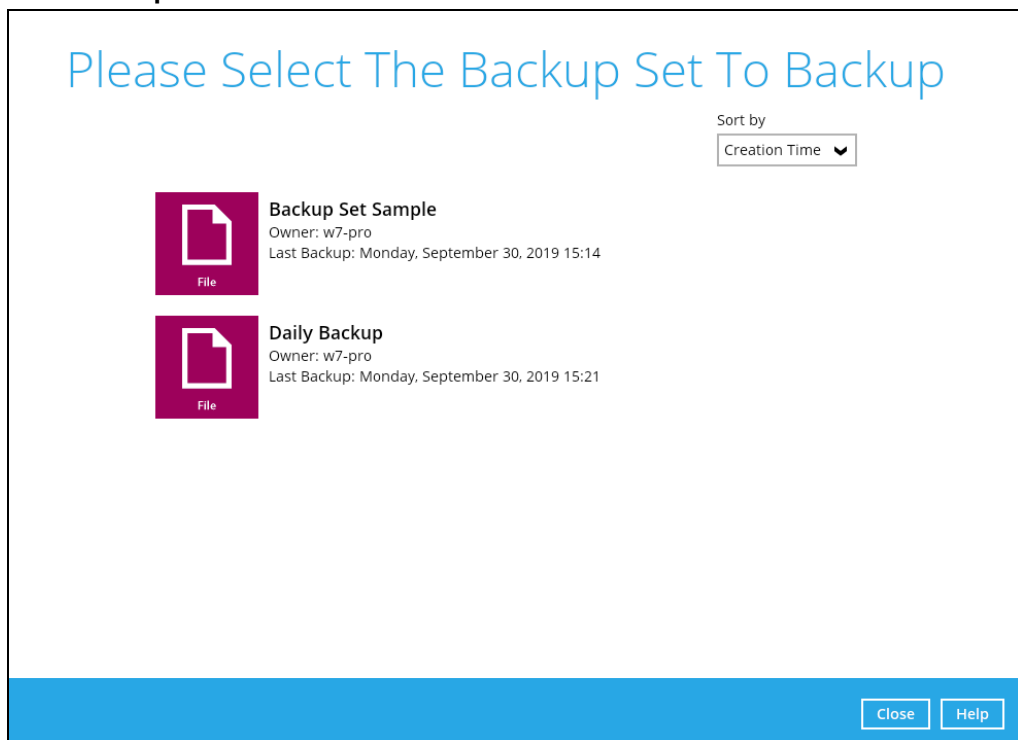 Please Select The Backup Set To Backup
Sort by
Creation Time
Backup Set Sample
Owner: w7-pro
Last Backup: Monday, September 30, 2019 15:14
File
Daily Backup
Owner: w7-pro
Last Backup: Monday, September 30, 2019 15:21
File
Close
Help